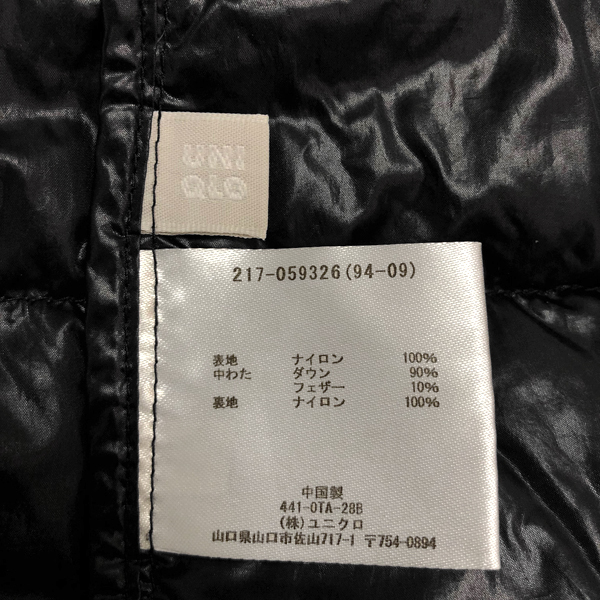 UNI
QLO
217-059326(94-09)
表地 ナイロン 100%
中わた ダウン 90%
フェザー 10%
裏地 ナイロン 100%
中国製
441-OTA-28B
(株)ユニクロ
山口県山口市佐山717-1 〒754-0894